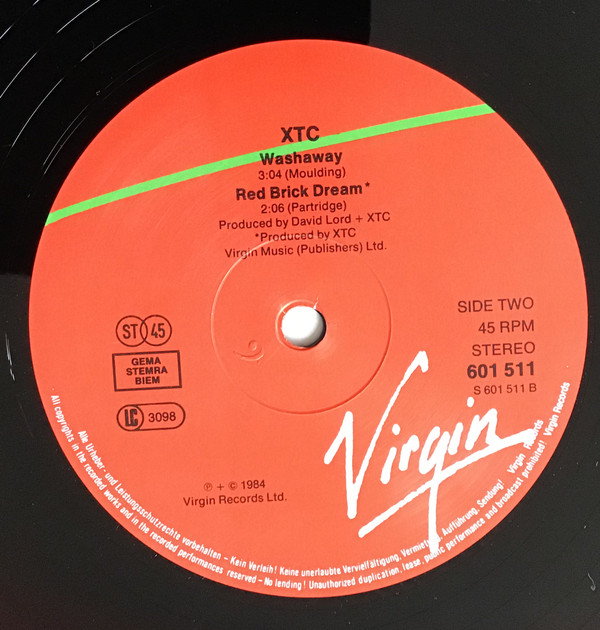 XTC
Washaway
3:04 (Moulding)
Red Brick Dream*
2:06 (Partridge)
Produced by David Lord + XTC
*Produced by XTC
Virgin Music (Publishers) Ltd.
ST 45
GEMA
STEMRA
BIEM
LC 3098
SIDE TWO
45 RPM
STEREO
601 511
S 601 511 B
Virgin
℗ + © 1984
Virgin Records Ltd.
Alle Urheber- und Leistungsschutzrechte vorbehalten – Kein Verleih! Keine unerlaubte Vervielfältigung, Vermietung, Aufführung, Sendung! Virgin Records
All copyrights in the recorded works and in the recorded performances reserved – No lending! Unauthorized duplication, lease, public performance and broadcast prohibited! Virgin Records